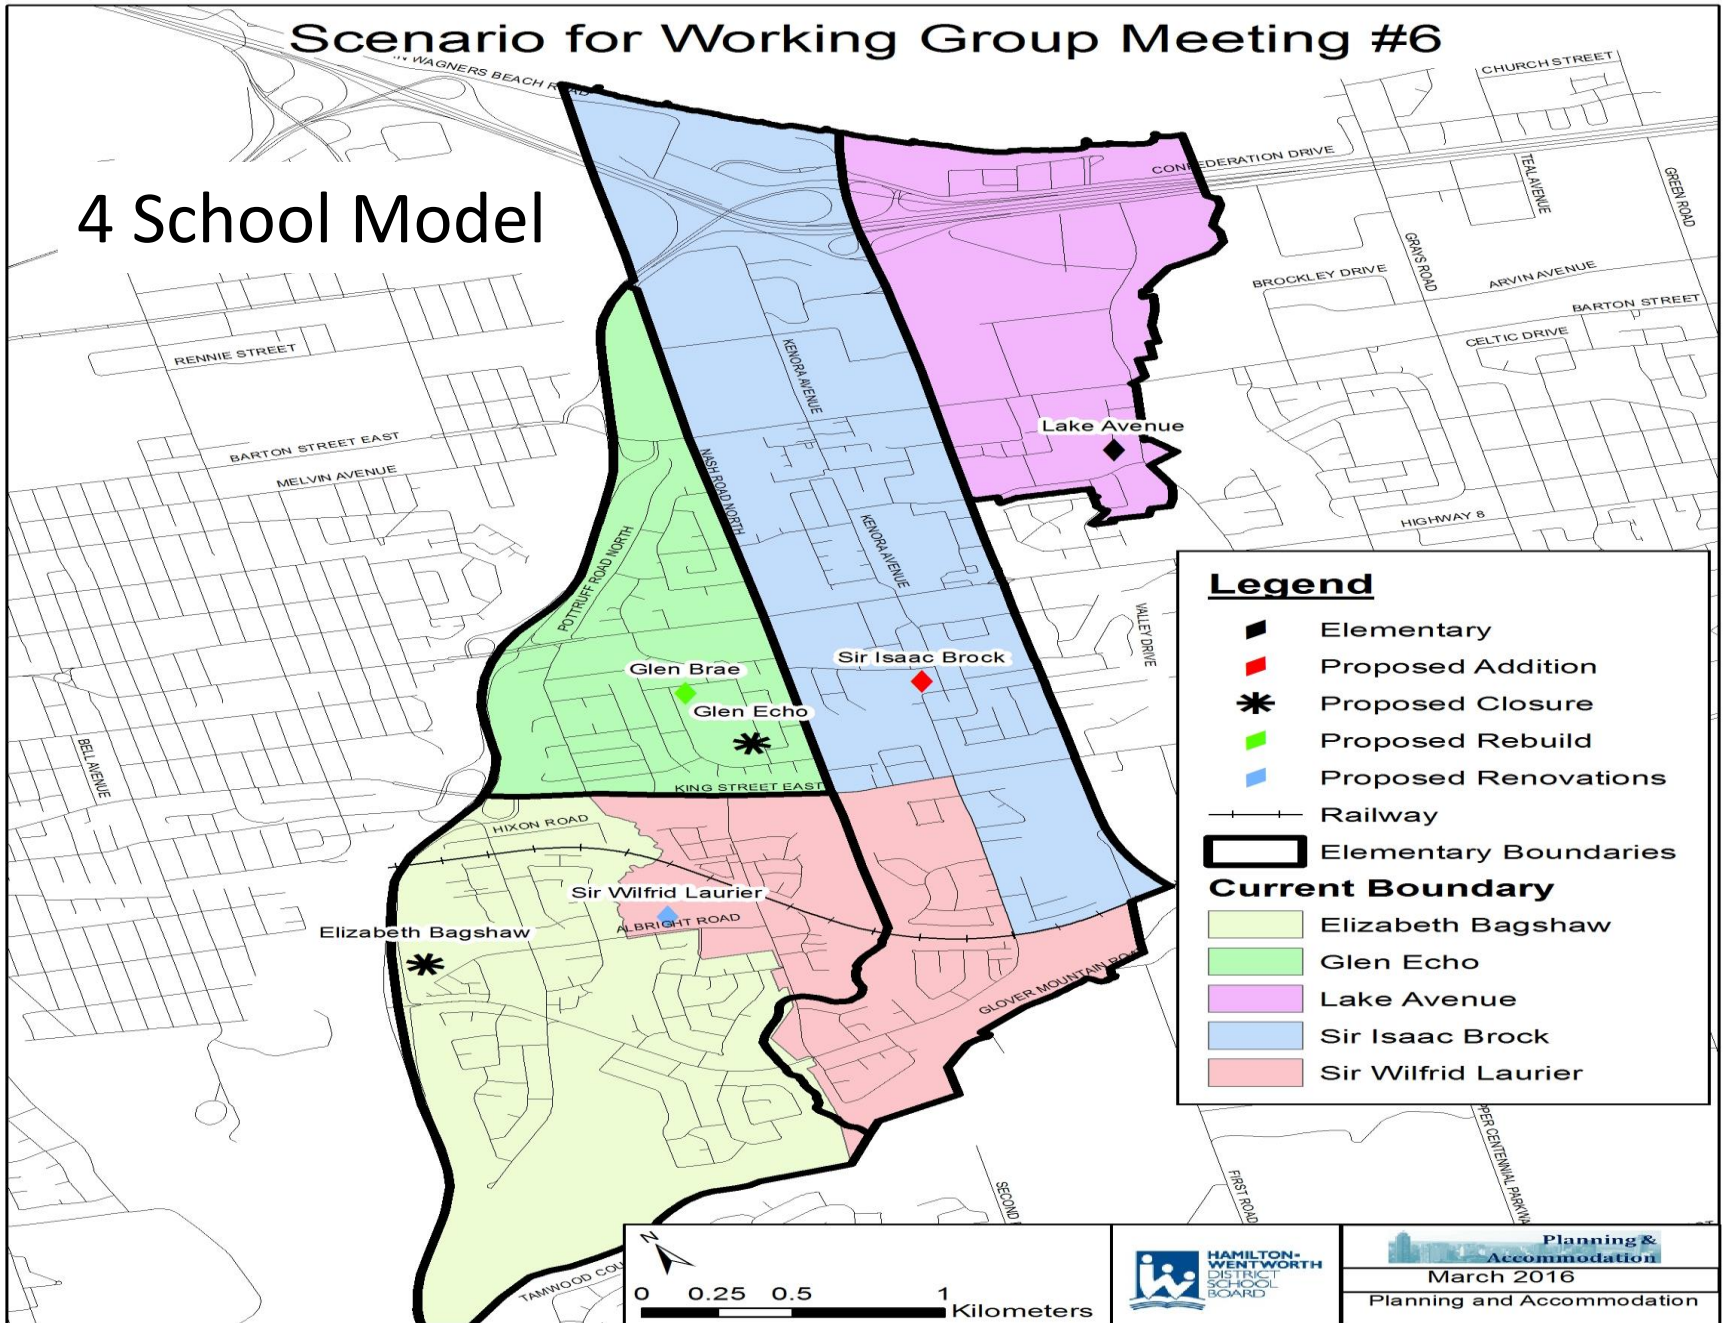 Scenario for Working Group Meeting #6
4 School Model
WAGNERS BEACH ROAD
CHURCH STREET
CONFEDERATION DRIVE
TEAL AVENUE
GREEN ROAD
GRAYS ROAD
BROCKLEY DRIVE
ARVIN AVENUE
BARTON STREET
CELTIC DRIVE
RENNIE STREET
KENORA AVENUE
BARTON STREET EAST
MELVIN AVENUE
Lake Avenue
NASH ROAD NORTH
HIGHWAY 8
KENORA AVENUE
POTTRUFF ROAD NORTH
VALLEY DRIVE
Glen Brae
Sir Isaac Brock
Glen Echo
BELL AVENUE
KING STREET EAST
HIXON ROAD
Sir Wilfrid Laurier
ALBRIGHT ROAD
Elizabeth Bagshaw
GLOVER MOUNTAIN
Legend
Elementary
Proposed Addition
Proposed Closure
Proposed Rebuild
Proposed Renovations
Railway
Elementary Boundaries
Current Boundary
Elizabeth Bagshaw
Glen Echo
Lake Avenue
Sir Isaac Brock
Sir Wilfrid Laurier
SECOND
FIRST ROAD
CENTENNIAL
TAMWOOD
N
0 0.25 0.5 1
Kilometers
HAMILTON-
WENTWORTH
DISTRICT
SCHOOL
BOARD
Planning &
Accommodation
March 2016
Planning and Accommodation